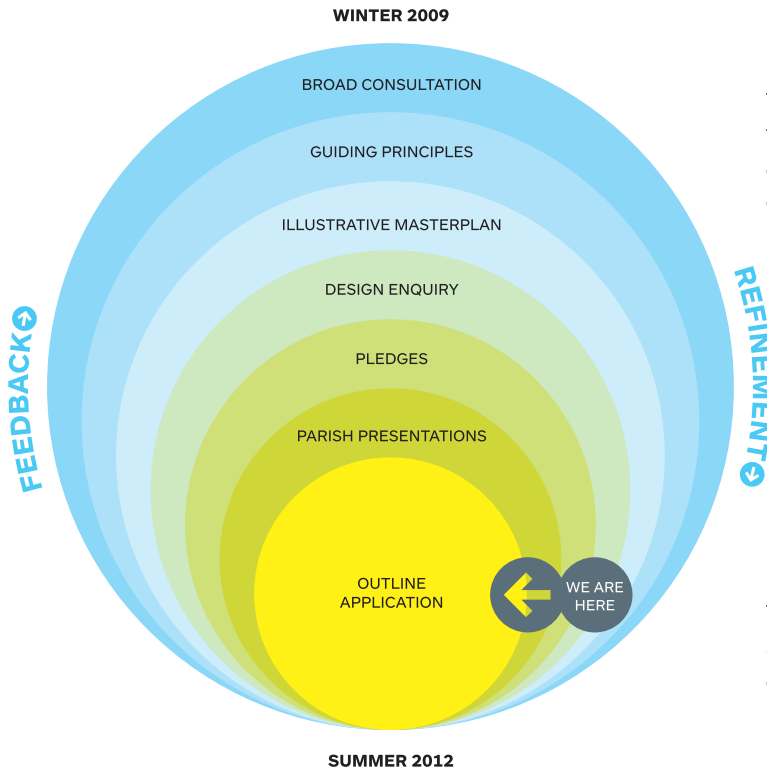 WINTER 2009
BROAD CONSULTATION
GUIDING PRINCIPLES
ILLUSTRATIVE MASTERPLAN
DESIGN ENQUIRY
PLEDGES
PARISH PRESENTATIONS
OUTLINE
APPLICATION
WE ARE
HERE
FEEDBACK
REFINEMENT
SUMMER 2012